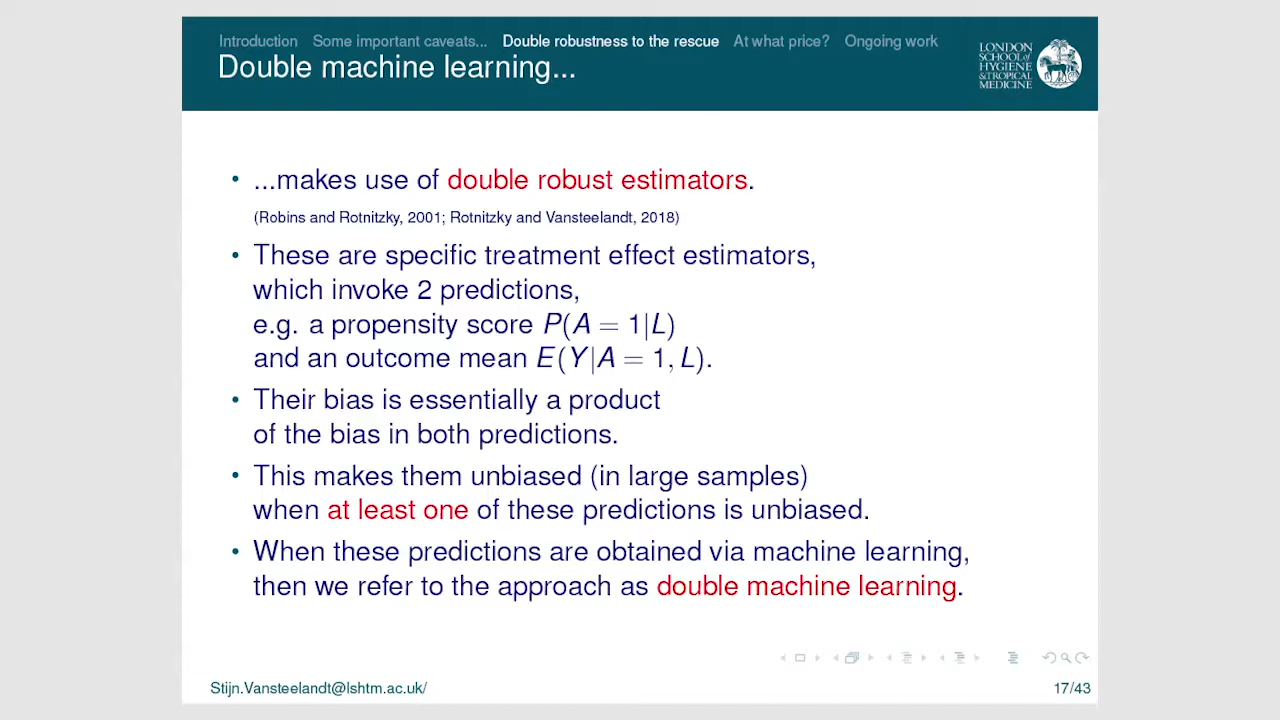 Introduction Some important caveats... Double robustness to the rescue At what price? Ongoing work
Double machine learning...
LONDON
SCHOOL of
HYGIENE
& TROPICAL
MEDICINE
• ...makes use of double robust estimators.
(Robins and Rotnitzky, 2001; Rotnitzky and Vansteelandt, 2018)
• These are specific treatment effect estimators,
which invoke 2 predictions,
e.g. a propensity score P(A = 1|L)
and an outcome mean E(Y|A = 1, L).
• Their bias is essentially a product
of the bias in both predictions.
• This makes them unbiased (in large samples)
when at least one of these predictions is unbiased.
• When these predictions are obtained via machine learning,
then we refer to the approach as double machine learning.
Stijn.Vansteelandt@lshtm.ac.uk/ 17/43